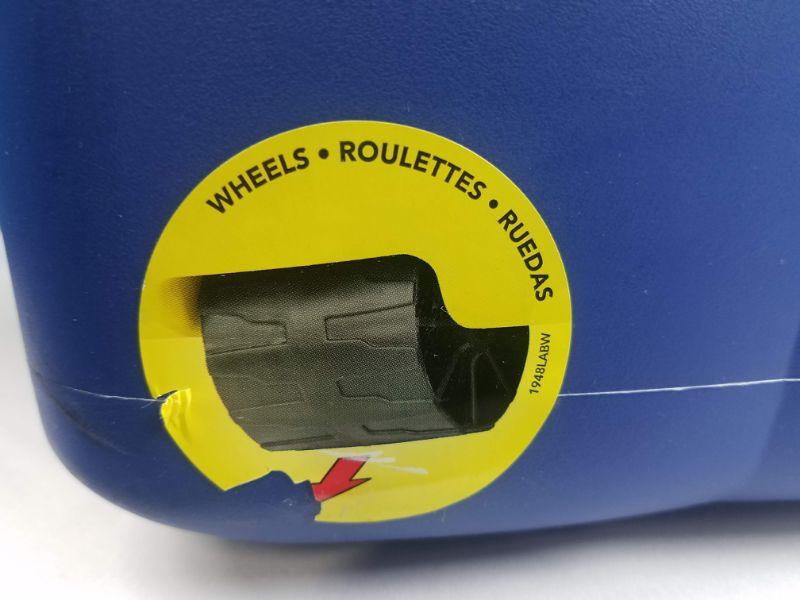 WHEELS • ROULETTES • RUEDAS
1948LABW